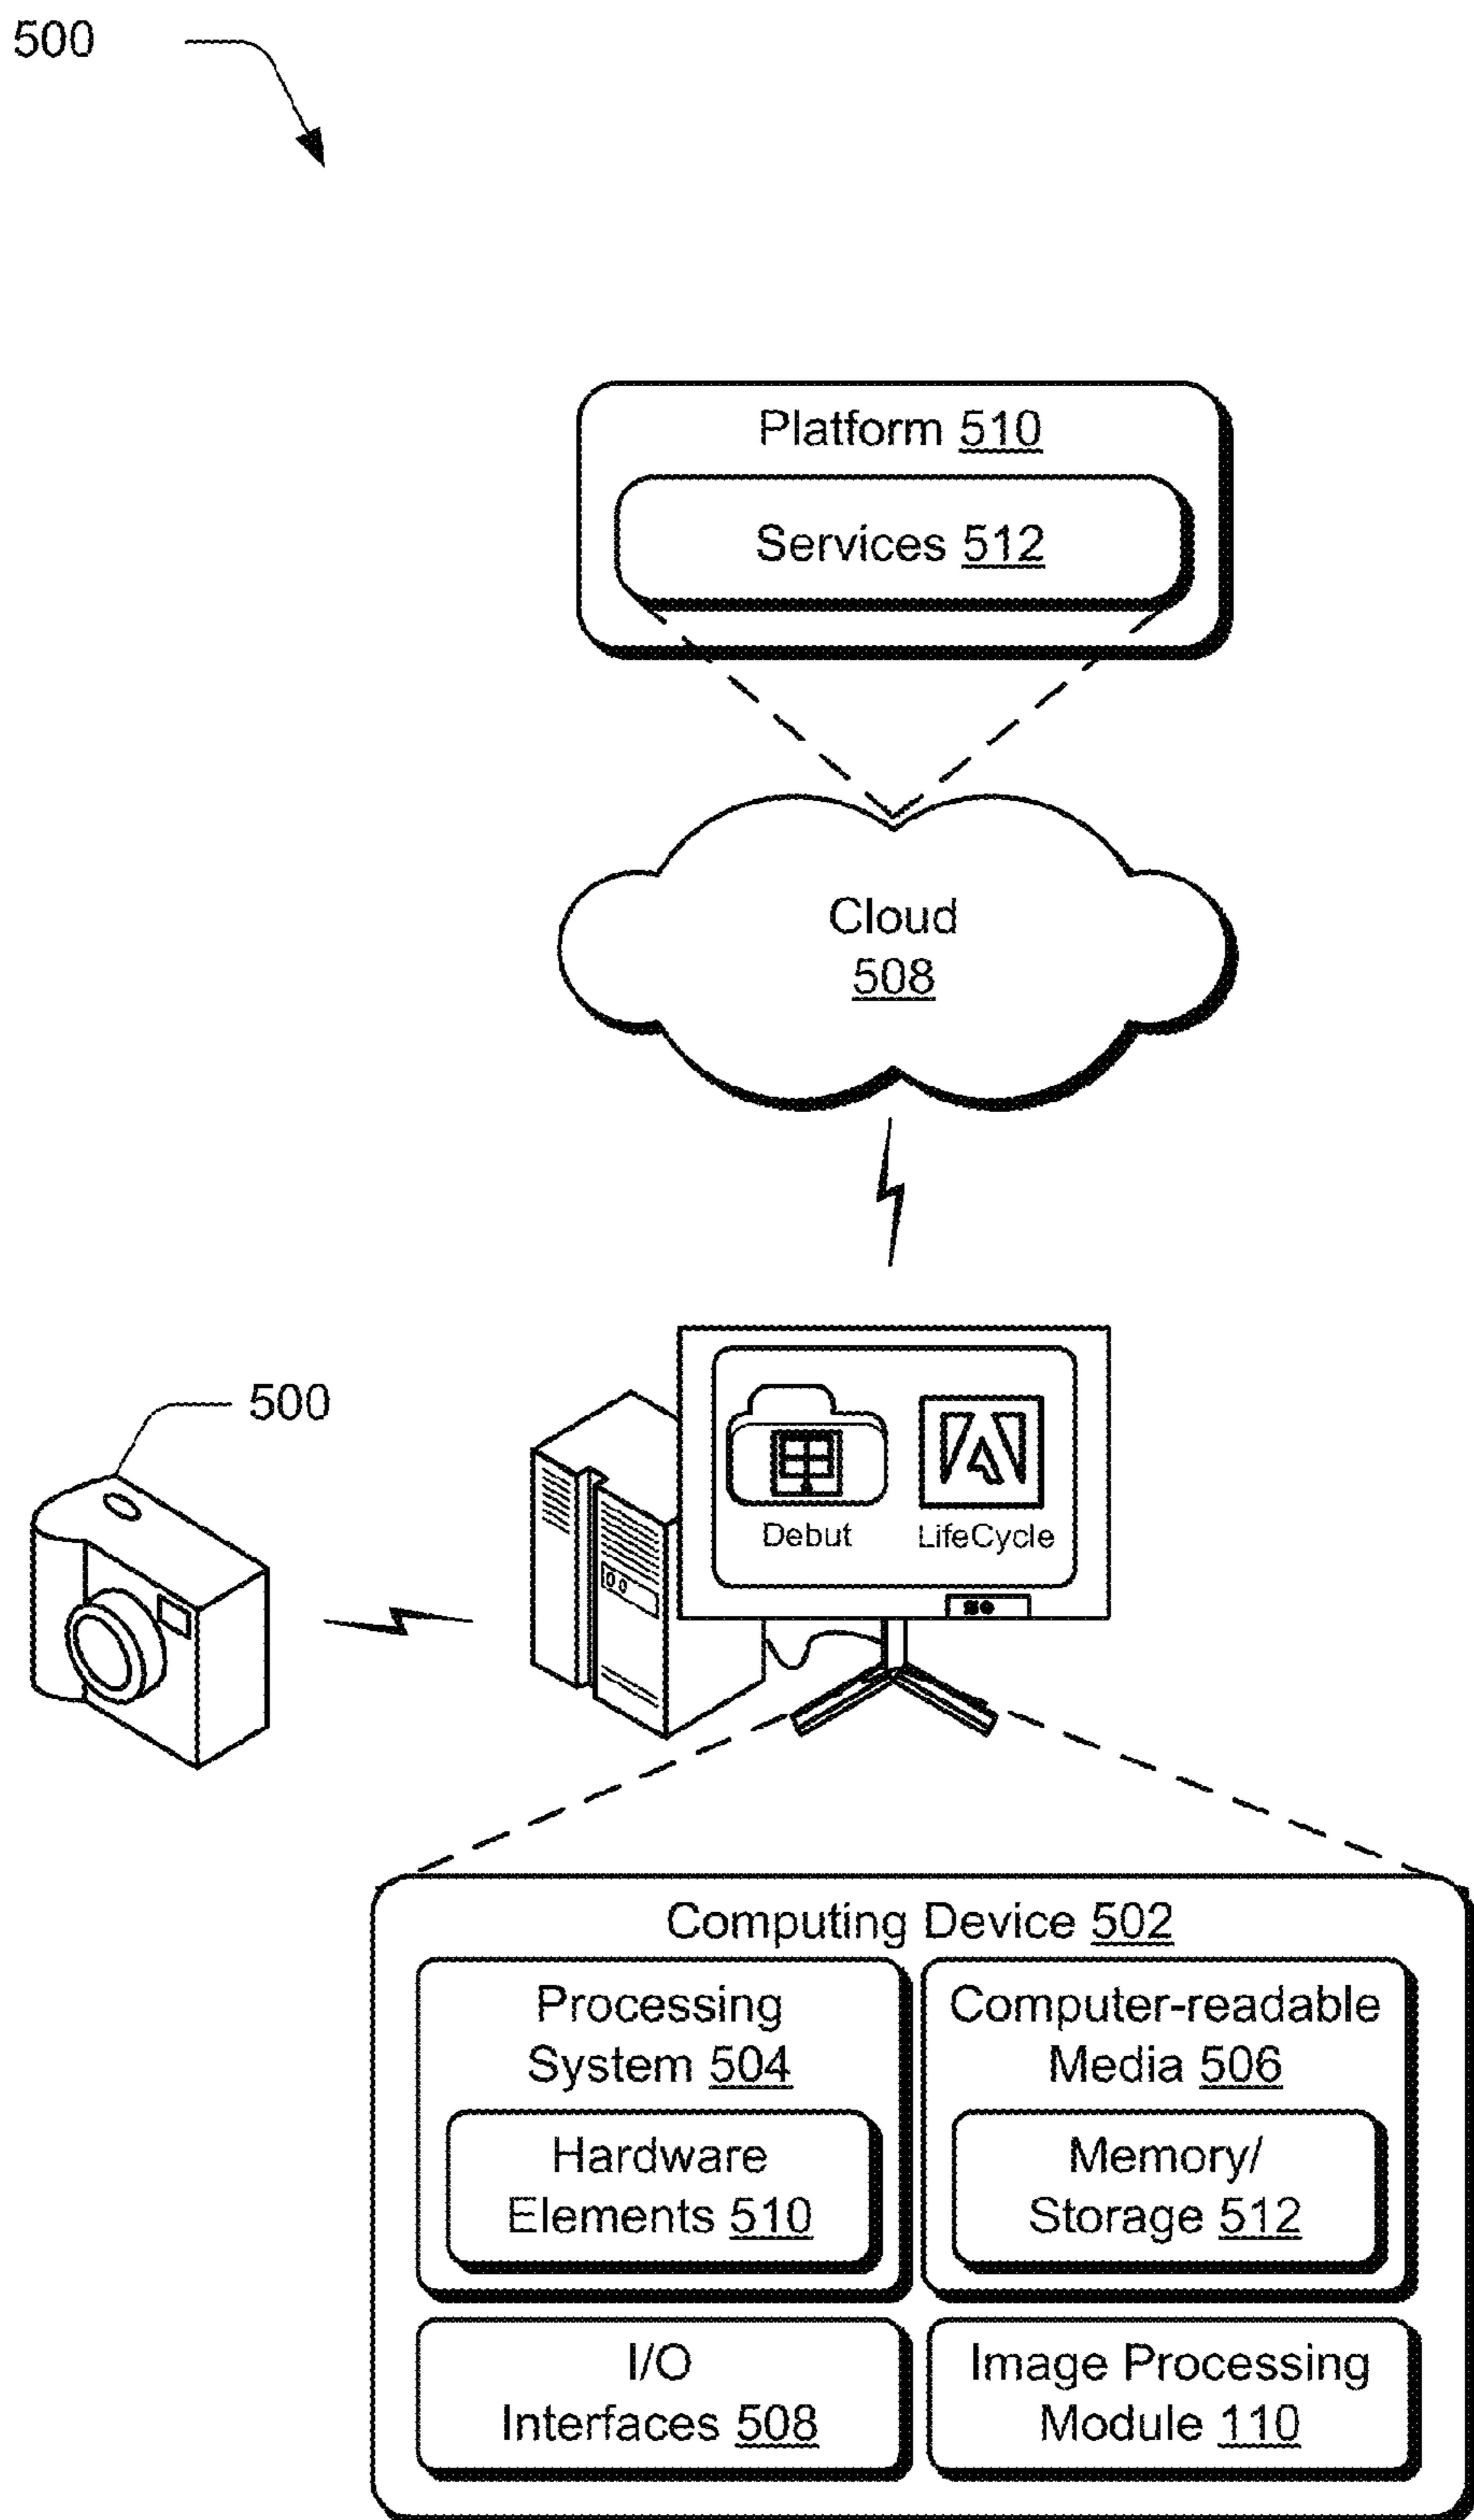 500
Platform 510
Services 512
Cloud
508
500
Debut
LifeCycle
Computing Device 502
Processing
System 504
Computer-readable
Media 506
Hardware
Elements 510
Memory/
Storage 512
I/O
Interfaces 508
Image Processing
Module 110